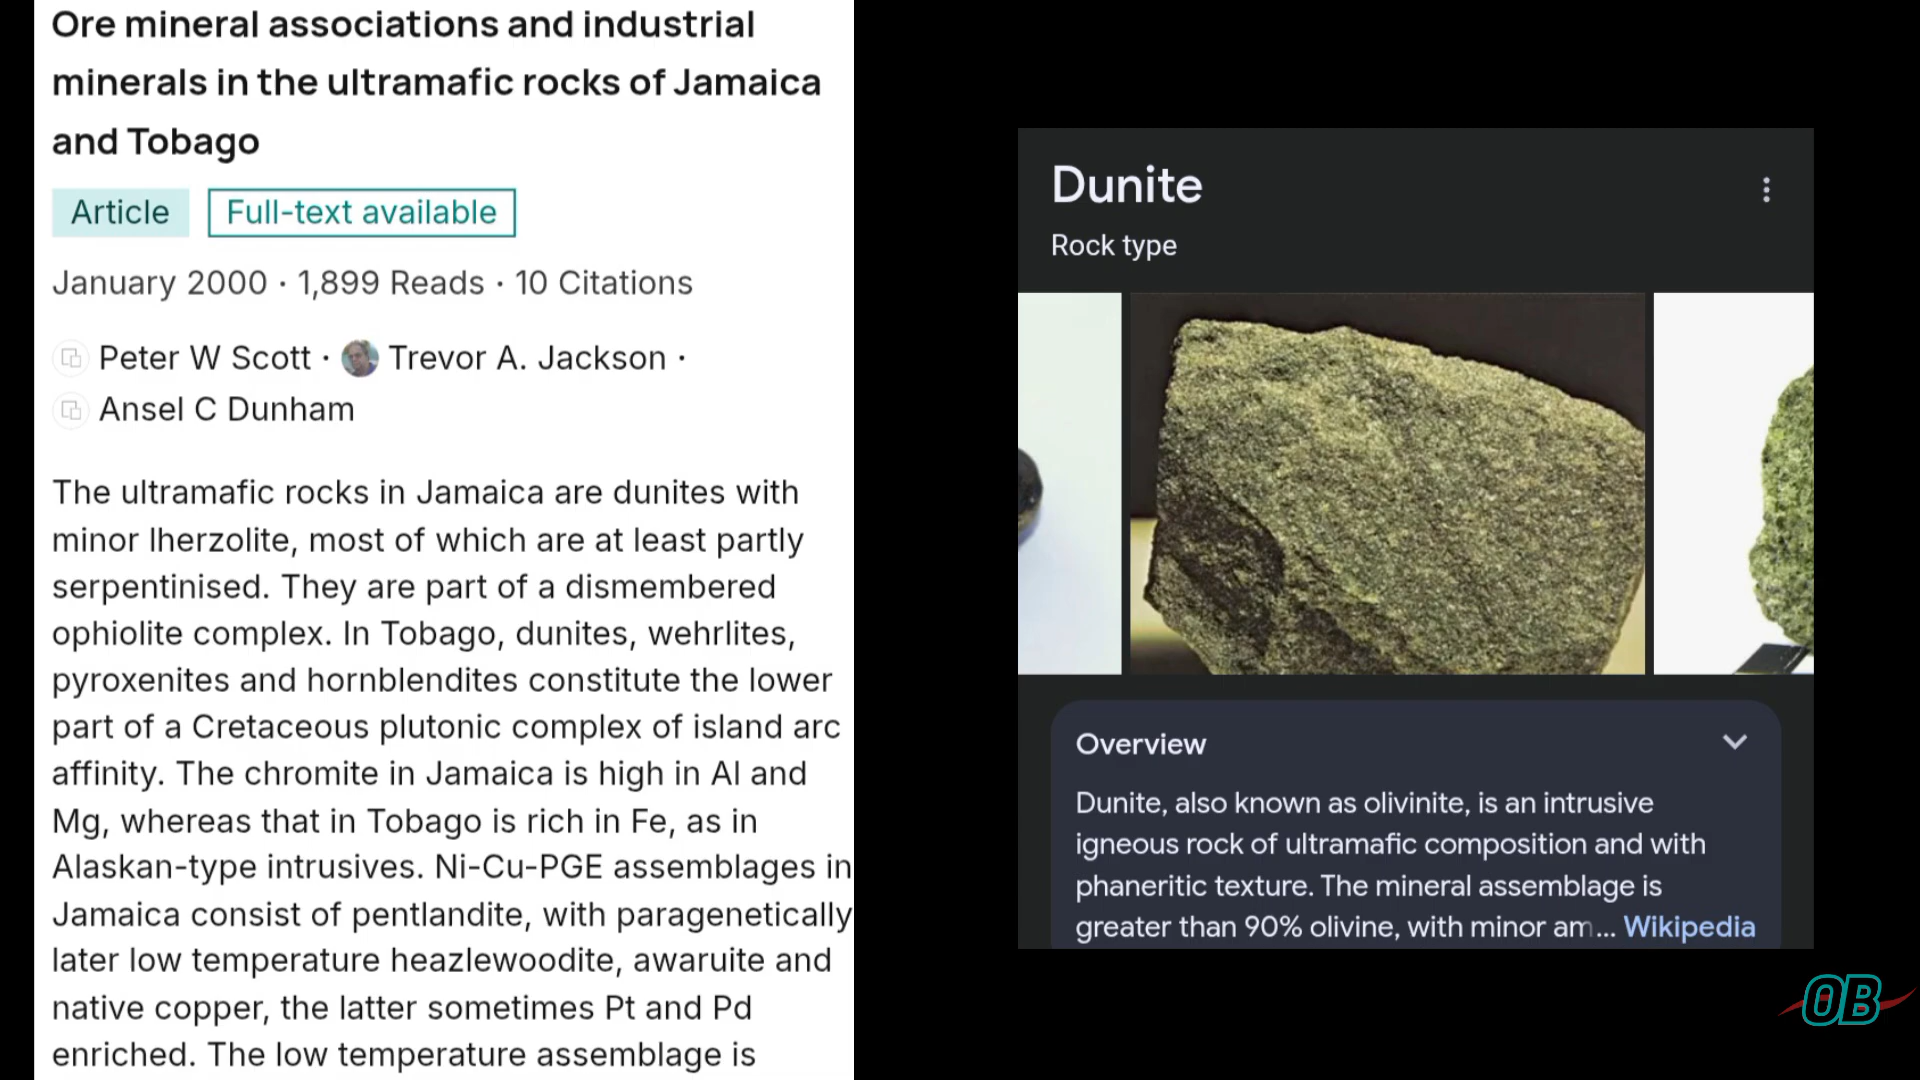 Ore mineral associations and industrial
minerals in the ultramafic rocks of Jamaica
and Tobago
Article
Full-text available
January 2000 · 1,899 Reads · 10 Citations
Peter W Scott · Trevor A. Jackson ·
Ansel C Dunham
The ultramafic rocks in Jamaica are dunites with
minor lherzolite, most of which are at least partly
serpentinised. They are part of a dismembered
ophiolite complex. In Tobago, dunites, wehrlites,
pyroxenites and hornblendites constitute the lower
part of a Cretaceous plutonic complex of island arc
affinity. The chromite in Jamaica is high in Al and
Mg, whereas that in Tobago is rich in Fe, as in
Alaskan-type intrusives. Ni-Cu-PGE assemblages in
Jamaica consist of pentlandite, with paragenetically
later low temperature heazlewoodite, awaruite and
native copper, the latter sometimes Pt and Pd
enriched. The low temperature assemblage is
Dunite
Rock type
Overview
Dunite, also known as olivinite, is an intrusive
igneous rock of ultramafic composition and with
phaneritic texture. The mineral assemblage is
greater than 90% olivine, with minor am... Wikipedia
OB